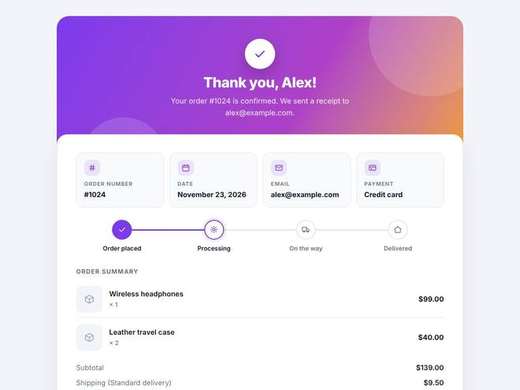 Thank you, Alex!
Your order #1024 is confirmed. We sent a receipt to
alex@example.com.
#
ORDER NUMBER
#1024
DATE
November 23, 2026
EMAIL
alex@example.com
PAYMENT
Credit card
Order placed
Processing
On the way
Delivered
ORDER SUMMARY
Wireless headphones
× 1
$99.00
Leather travel case
× 2
$40.00
Subtotal
$139.00
Shipping (Standard delivery)
$9.50